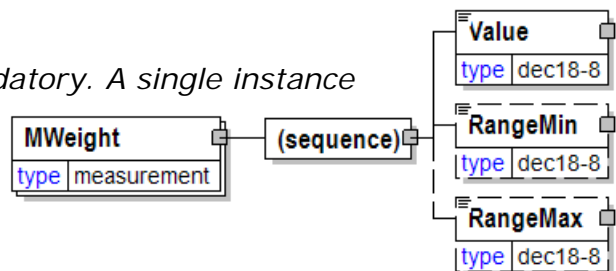 Value
type dec18-8
datory. A single instance
MWeight
type measurement
(sequence)
RangeMin
type dec18-8
RangeMax
type dec18-8